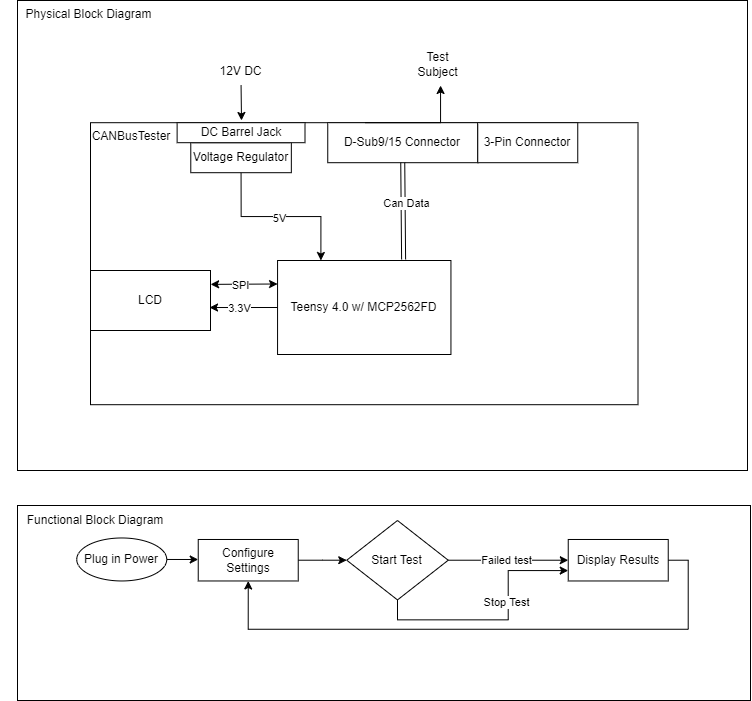 Physical Block Diagram
12V DC
Test
Subject
CANBusTester
DC Barrel Jack
Voltage Regulator
D-Sub9/15 Connector
3-Pin Connector
Can Data
5V
LCD
SPI
3.3V
Teensy 4.0 w/ MCP2562FD
Functional Block Diagram
Plug in Power
Configure
Settings
Start Test
Failed test
Display Results
Stop Test